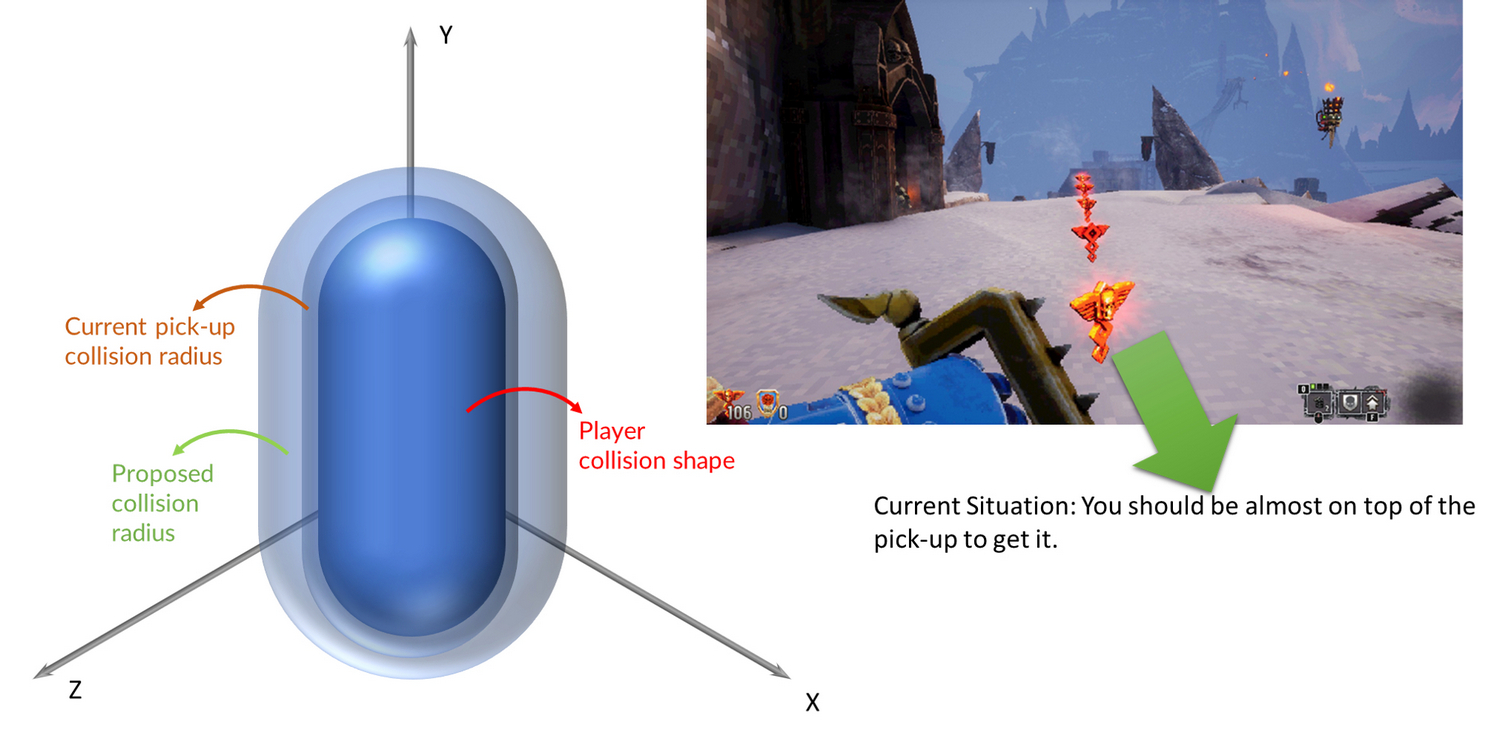 Y
Current pick-up
collision radius
Player
collision shape
Proposed
collision
radius
Z
X
106
0
Current Situation: You should be almost on top of the
pick-up to get it.